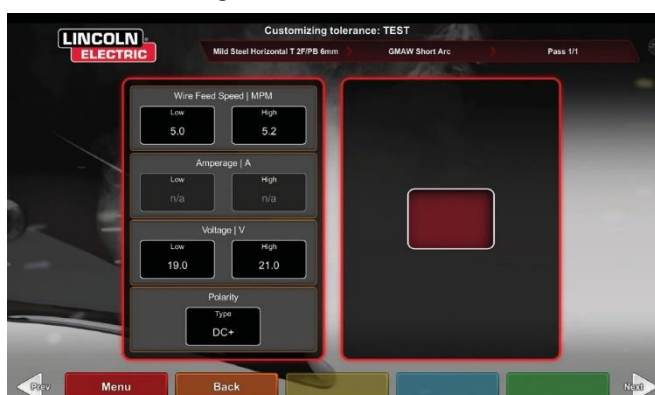 Customizing tolerance: TEST
LINCOLN
ELECTRIC
Mild Steel Horizontal T 2F/PB 6mm
GMAW Short Arc
Pass 1/1
Wire Feed Speed | MPM
Low
High
5.0
5.2
Amperage | A
Low
High
n/a
n/a
Voltage | V
Low
High
19.0
21.0
Polarity
Type
DC+
Prev
Menu
Back
Next